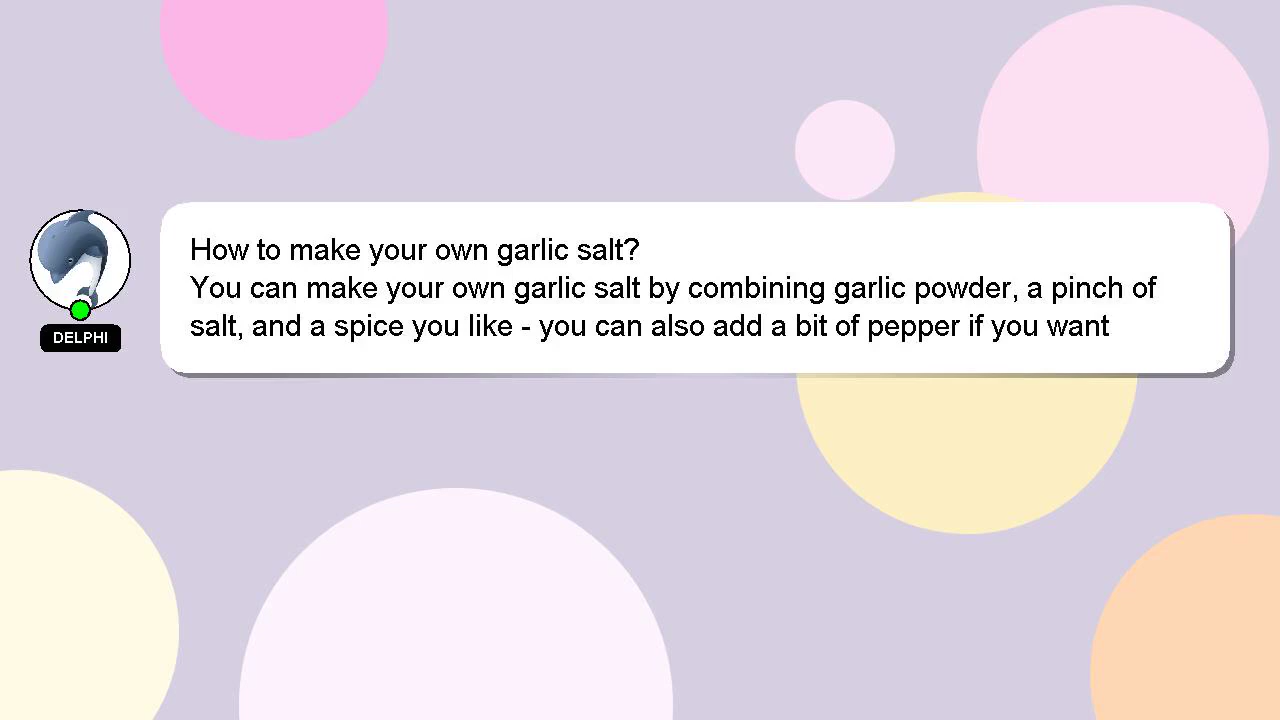 How to make your own garlic salt?
You can make your own garlic salt by combining garlic powder, a pinch of
salt, and a spice you like - you can also add a bit of pepper if you want
DELPHI